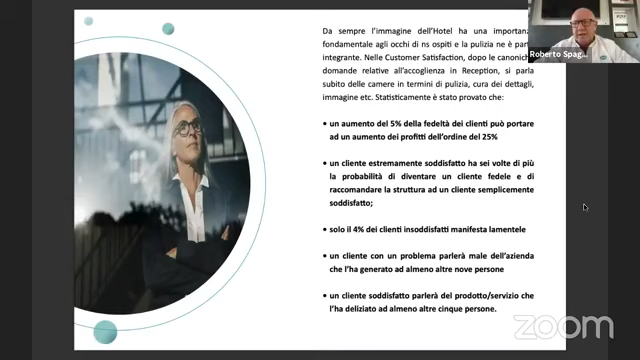 Da sempre l'immagine dell'Hotel ha una importanz
fondamentale agli occhi di ns ospiti e la pulizia ne è part
integrante. Nelle Customer Satisfaction, dopo le canonich
domande relative all'accoglienza in Reception, si parla
subito delle camere in termini di pulizia, cura dei dettagli,
immagine etc. Statisticamente è stato provato che:
• un aumento del 5% della fedeltà dei clienti può portare
ad un aumento dei profitti dell'ordine del 25%
• un cliente estremamente soddisfatto ha sei volte di più
la probabilità di diventare un cliente fedele e di
raccomandare la struttura ad un cliente semplicemente
soddisfatto;
• solo il 4% dei clienti insoddisfatti manifesta lamentele
• un cliente con un problema parlerà male dell'azienda
che l'ha generato ad almeno altre nove persone
• un cliente soddisfatto parlerà del prodotto/servizio che
l'ha deliziato ad almeno altre cinque persone.
Roberto Spag...
zoom